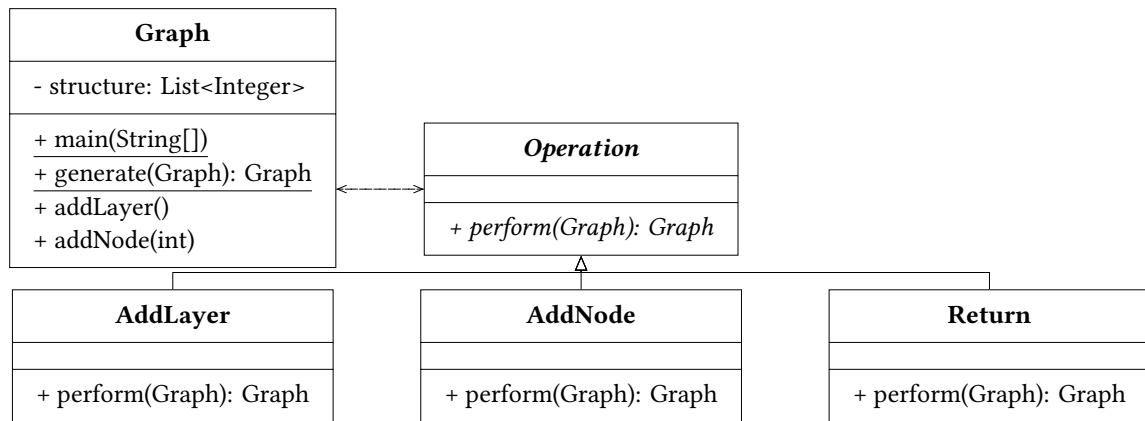 Graph
- structure: List<Integer>
+ main(String[])
+ generate(Graph): Graph
+ addLayer()
+ addNode(int)
Operation
+ perform(Graph): Graph
AddLayer
+ perform(Graph): Graph
AddNode
+ perform(Graph): Graph
Return
+ perform(Graph): Graph